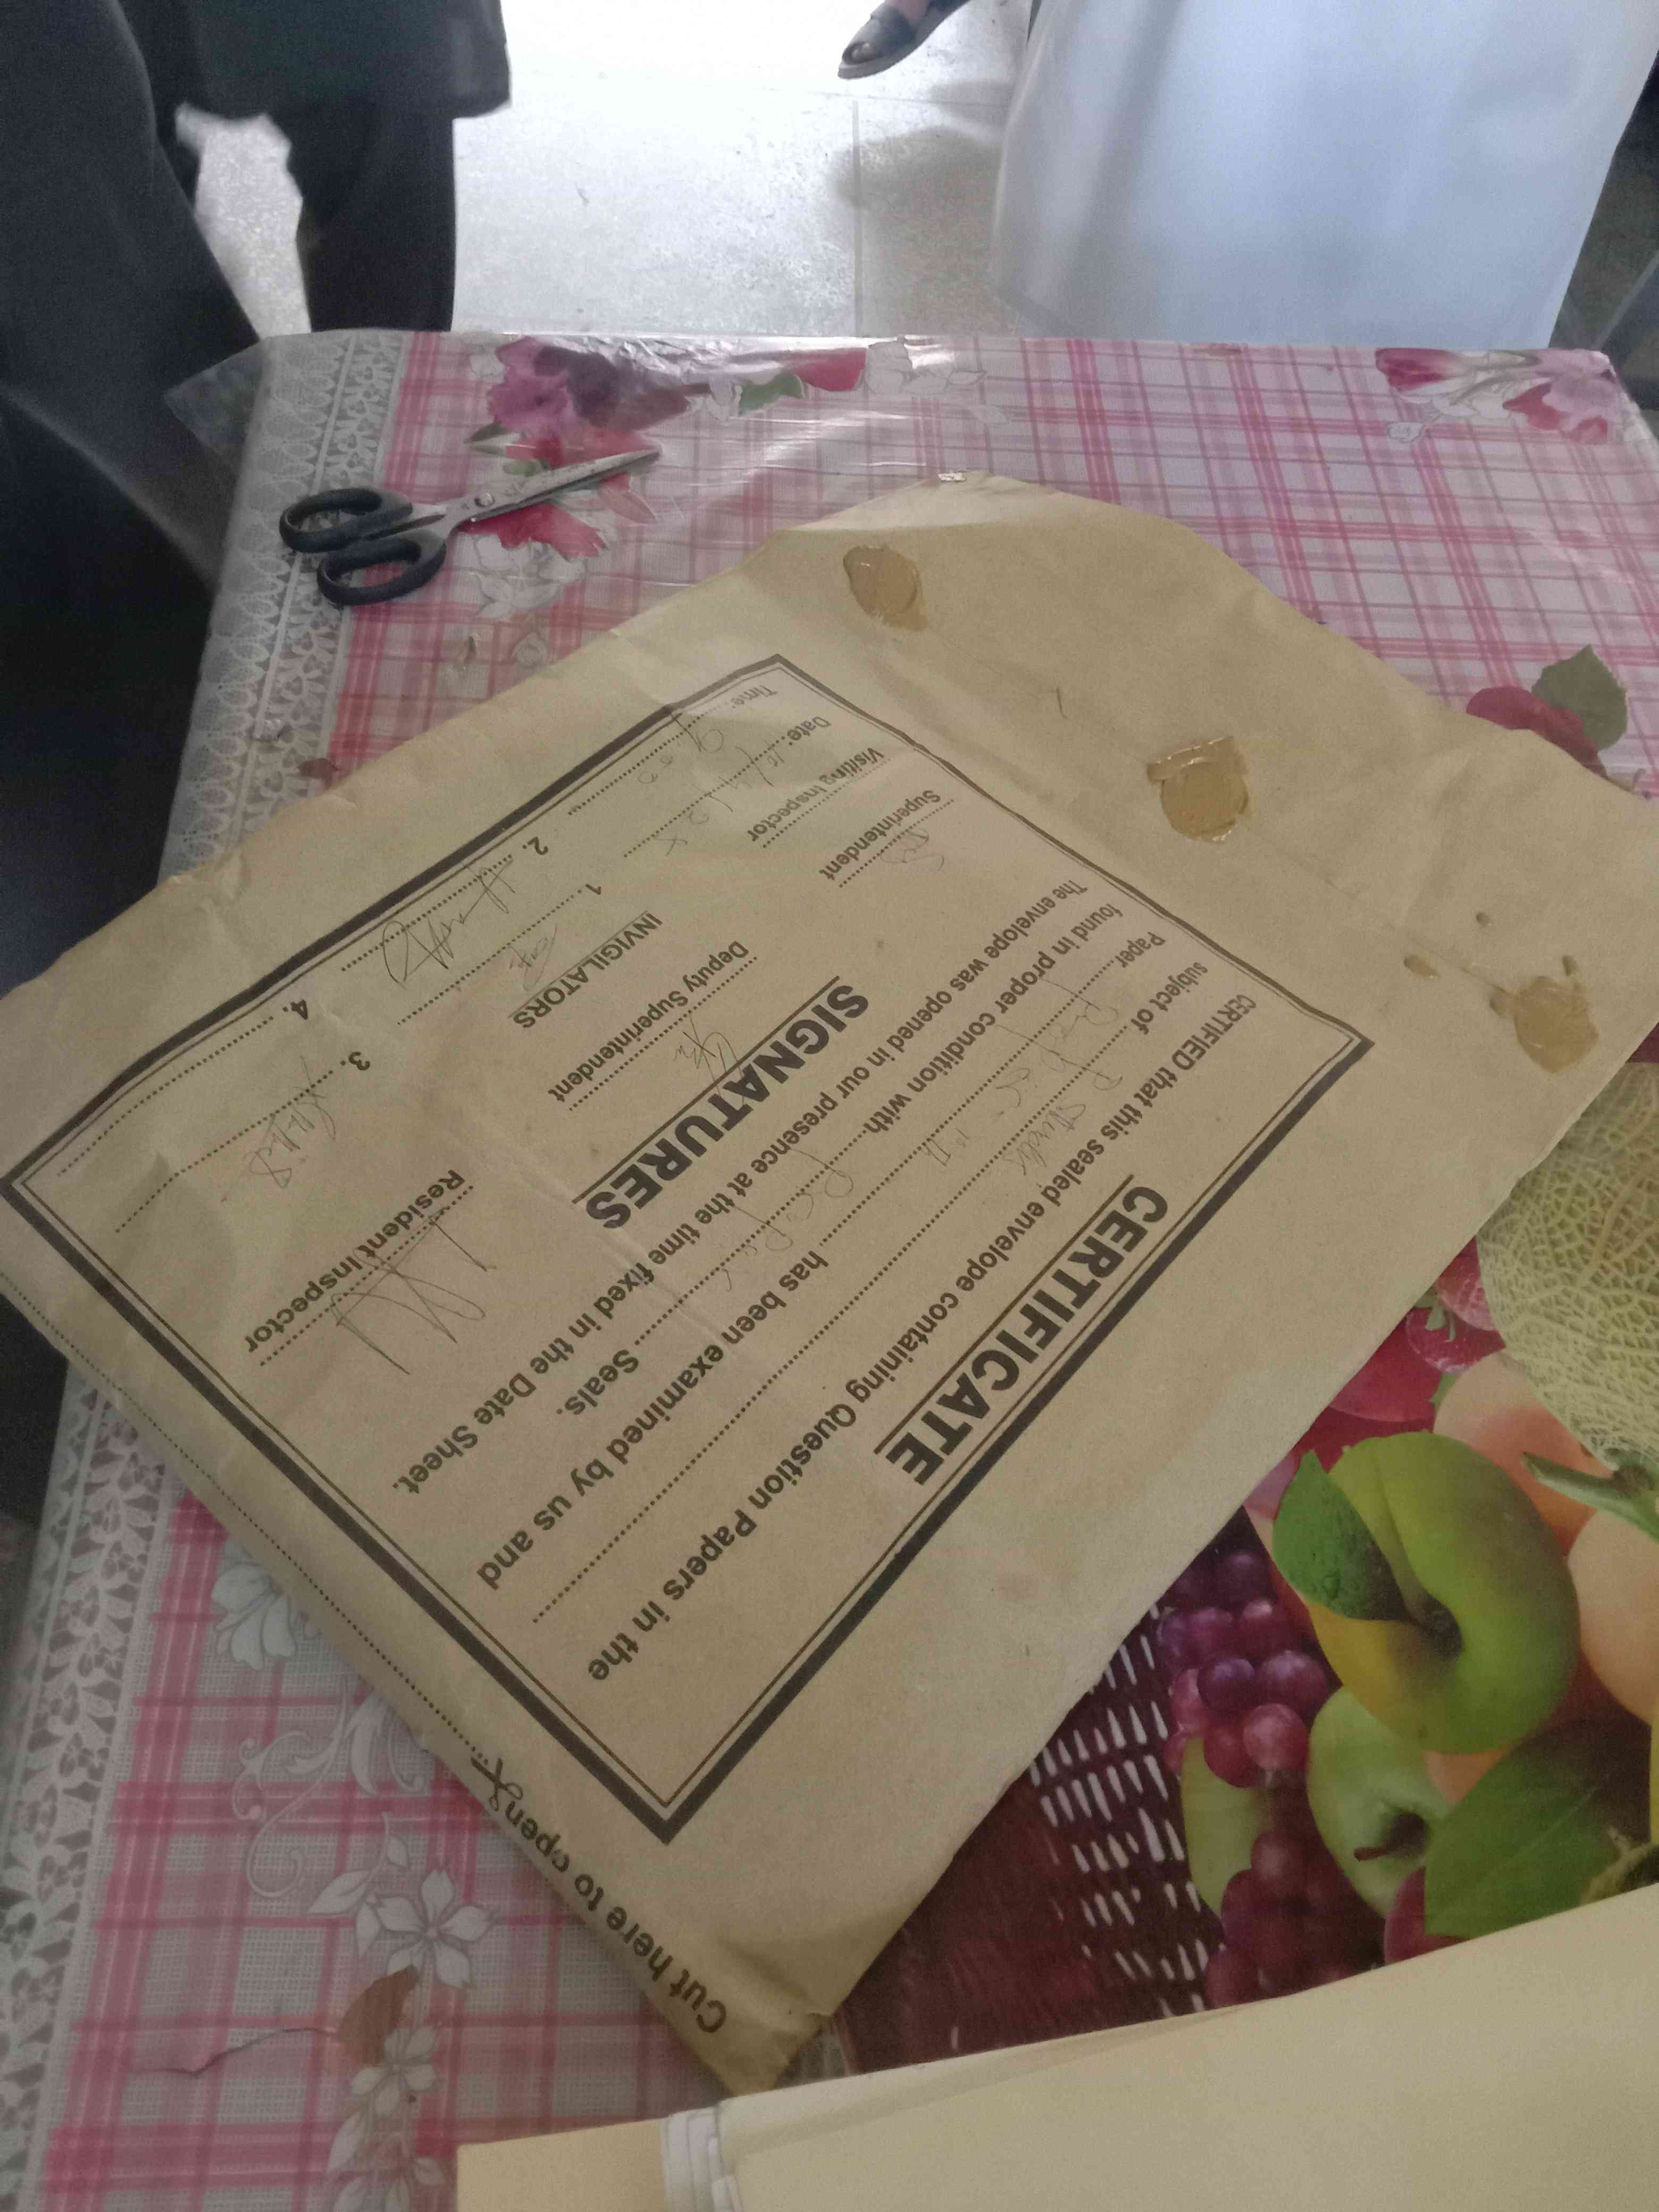 CERTIFICATE
CERTIFIED that this sealed envelope containing Question Papers in the
subject of P. Studies
Paper has been examined by us and
found in proper condition with Seals.
The envelope was opened in our presence at the time fixed in the Date Sheet.
SIGNATURES
Superintendent Deputy Superintendent Resident Inspector
Visiting Inspector
INVIGILATORS
Date: 1. 3.
Time: 9:00 2. 4.
Cut here to open